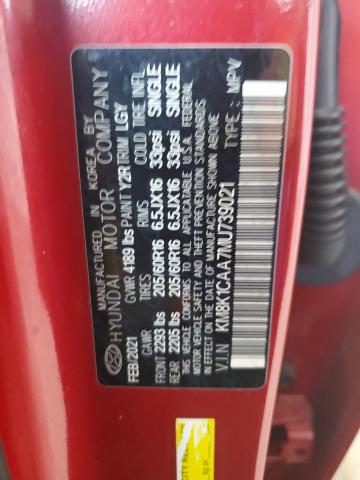 MANUFACTURED IN KOREA BY
HYUNDAI MOTOR COMPANY
FEB/2021 GVWR 4189 lbs PAINT Y2R TRIM LGY
GAWR TIRES RIMS COLD TIRE INFL.
FRONT 2293 lbs 205/60R16 6.5JX16 33psi SINGLE
REAR 2205 lbs 205/60R16 6.5JX16 33psi SINGLE
THIS VEHICLE CONFORMS TO ALL APPLICABLE U.S.A. FEDERAL
MOTOR VEHICLE SAFETY AND THEFT PREVENTION STANDARDS
IN EFFECT ON THE DATE OF MANUFACTURE SHOWN ABOVE.
V.I.N : KM8K1CAA7MU739021 TYPE : MPV